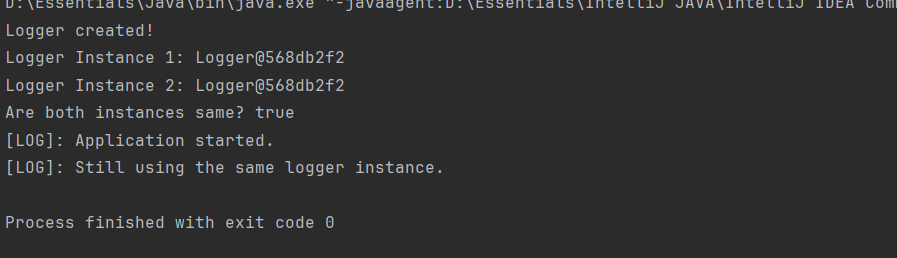 D:\Essentials\Java\bin\java.exe "-javaagent:D:\Essentials\IntelliJ JAVA\IntelliJ IDEA Com
Logger created!
Logger Instance 1: Logger@568db2f2
Logger Instance 2: Logger@568db2f2
Are both instances same? true
[LOG]: Application started.
[LOG]: Still using the same logger instance.
Process finished with exit code 0